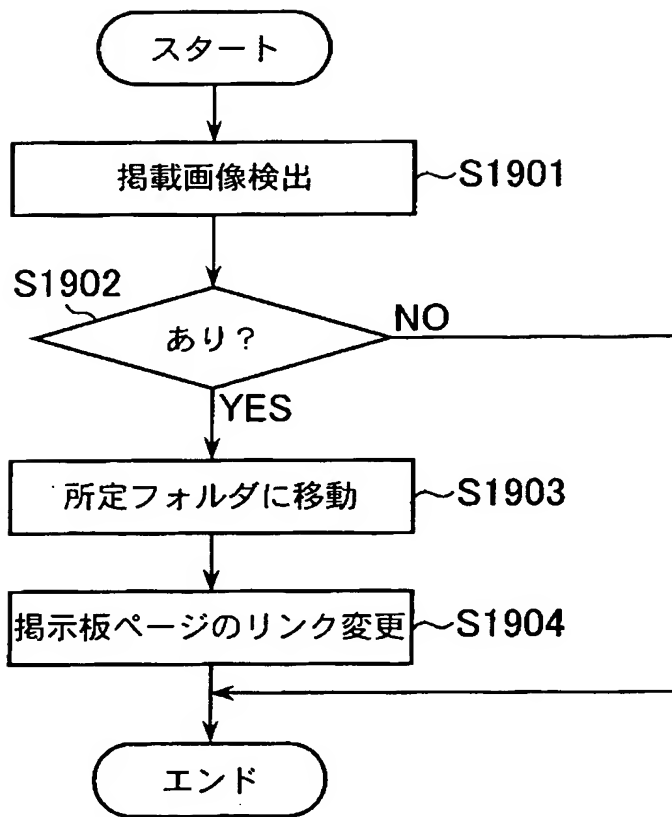 スタート
掲載画像検出
S1901
S1902
あり？
NO
YES
所定フォルダに移動
S1903
掲示板ページのリンク変更
S1904
エンド